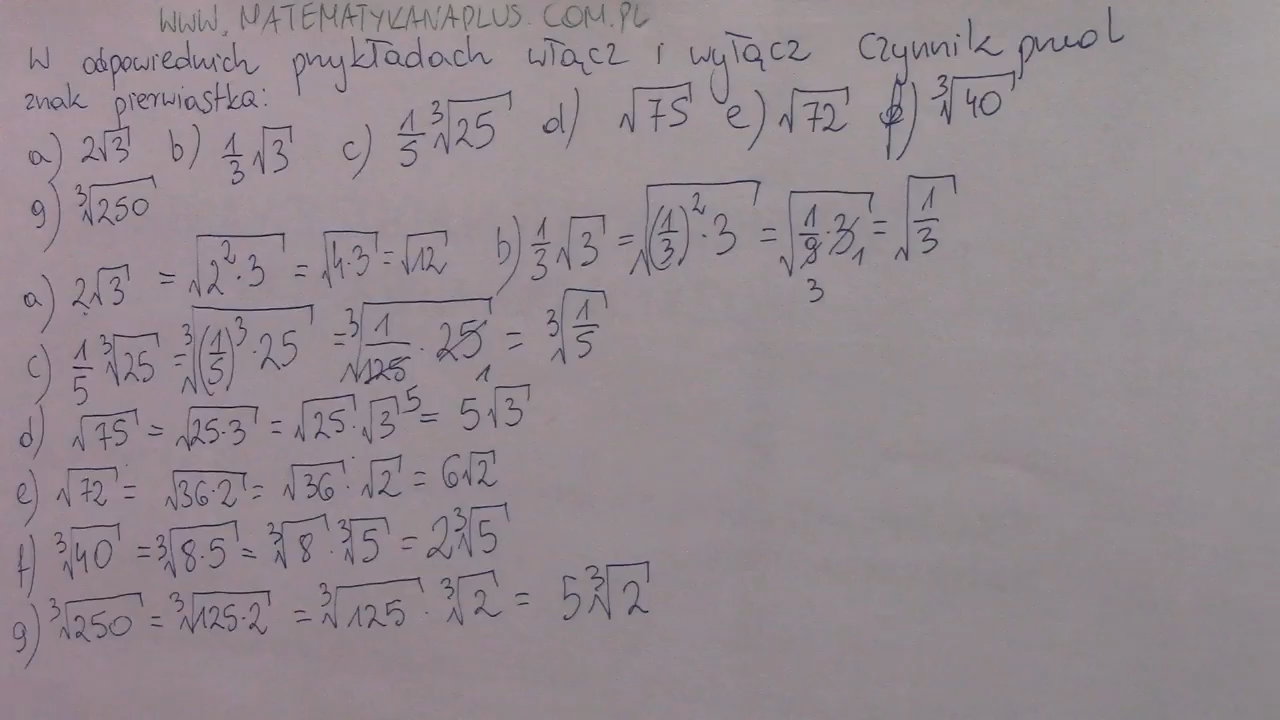 WWW.MATEMATYKANAPLUS.COM.PL
W odpowiednich przykładach włącz i wyłącz czynnik przed
znak pierwiastka:
a) 2√3 b) 1/3 √3 c) 1/5 ∛25 d) √75 e) √72 f) ∛40
g) ∛250
a) 2√3 = √(2²·3) = √(4·3) = √12 b) 1/3 √3 = √((1/3)²·3) = √(1/9·3) = √(1/3)
3 1
c) 1/5 ∛25 = ∛((1/5)³·25) = ∛(1/125 · 25) = ∛(1/5)
5 1
d) √75 = √(25·3) = √25·√3 = 5√3
e) √72 = √(36·2) = √36·√2 = 6√2
f) ∛40 = ∛(8·5) = ∛8·∛5 = 2∛5
g) ∛250 = ∛(125·2) = ∛125 · ∛2 = 5∛2